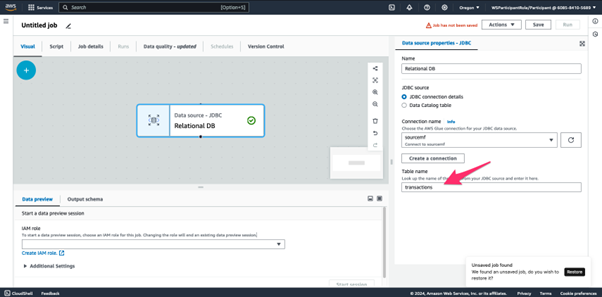 aws
Services
Search
[Option+S]
Oregon
WSParticipantRole/Participant @ 6085-8410-5689
Untitled job
Job has not been saved
Actions
Save
Run
Visual
Script
Job details
Runs
Data quality - updated
Schedules
Version Control
Data source - JDBC
Relational DB
Data source properties - JDBC
Name
Relational DB
JDBC source
JDBC connection details
Data Catalog table
Connection name Info
Choose the AWS Glue connection for your JDBC data source.
sourcemf
Connect to sourcemf
Create a connection
Table name
Look up the name of the from your JDBC source and enter it here.
transactions
Data preview
Output schema
Start a data preview session
IAM role
To start a data preview session, choose an IAM role for this job. Changing the role will end an existing data preview session.
Create IAM role.
Additional Settings
Start session
Unsaved job found
We found an unsaved job, do you wish to
restore it?
Restore
CloudShell
Feedback
© 2024, Amazon Web Services, Inc. or its affiliates.
Privacy
Terms
Cookie preferences